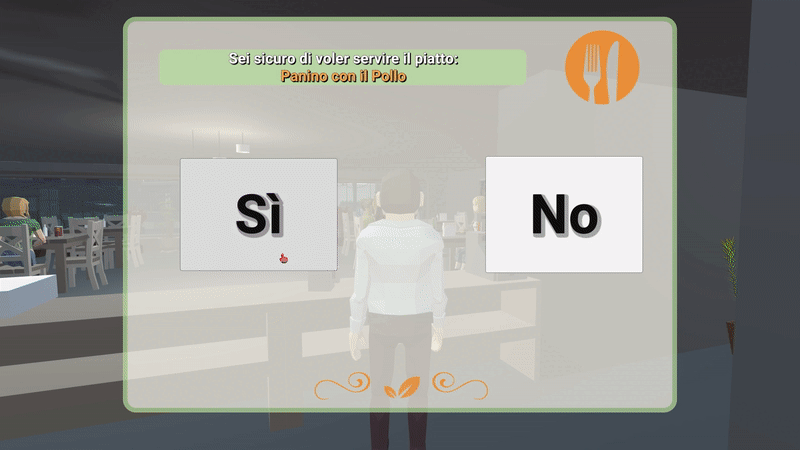 Sei sicuro di voler servire il piatto:
Panino con il Pollo
Sì
No